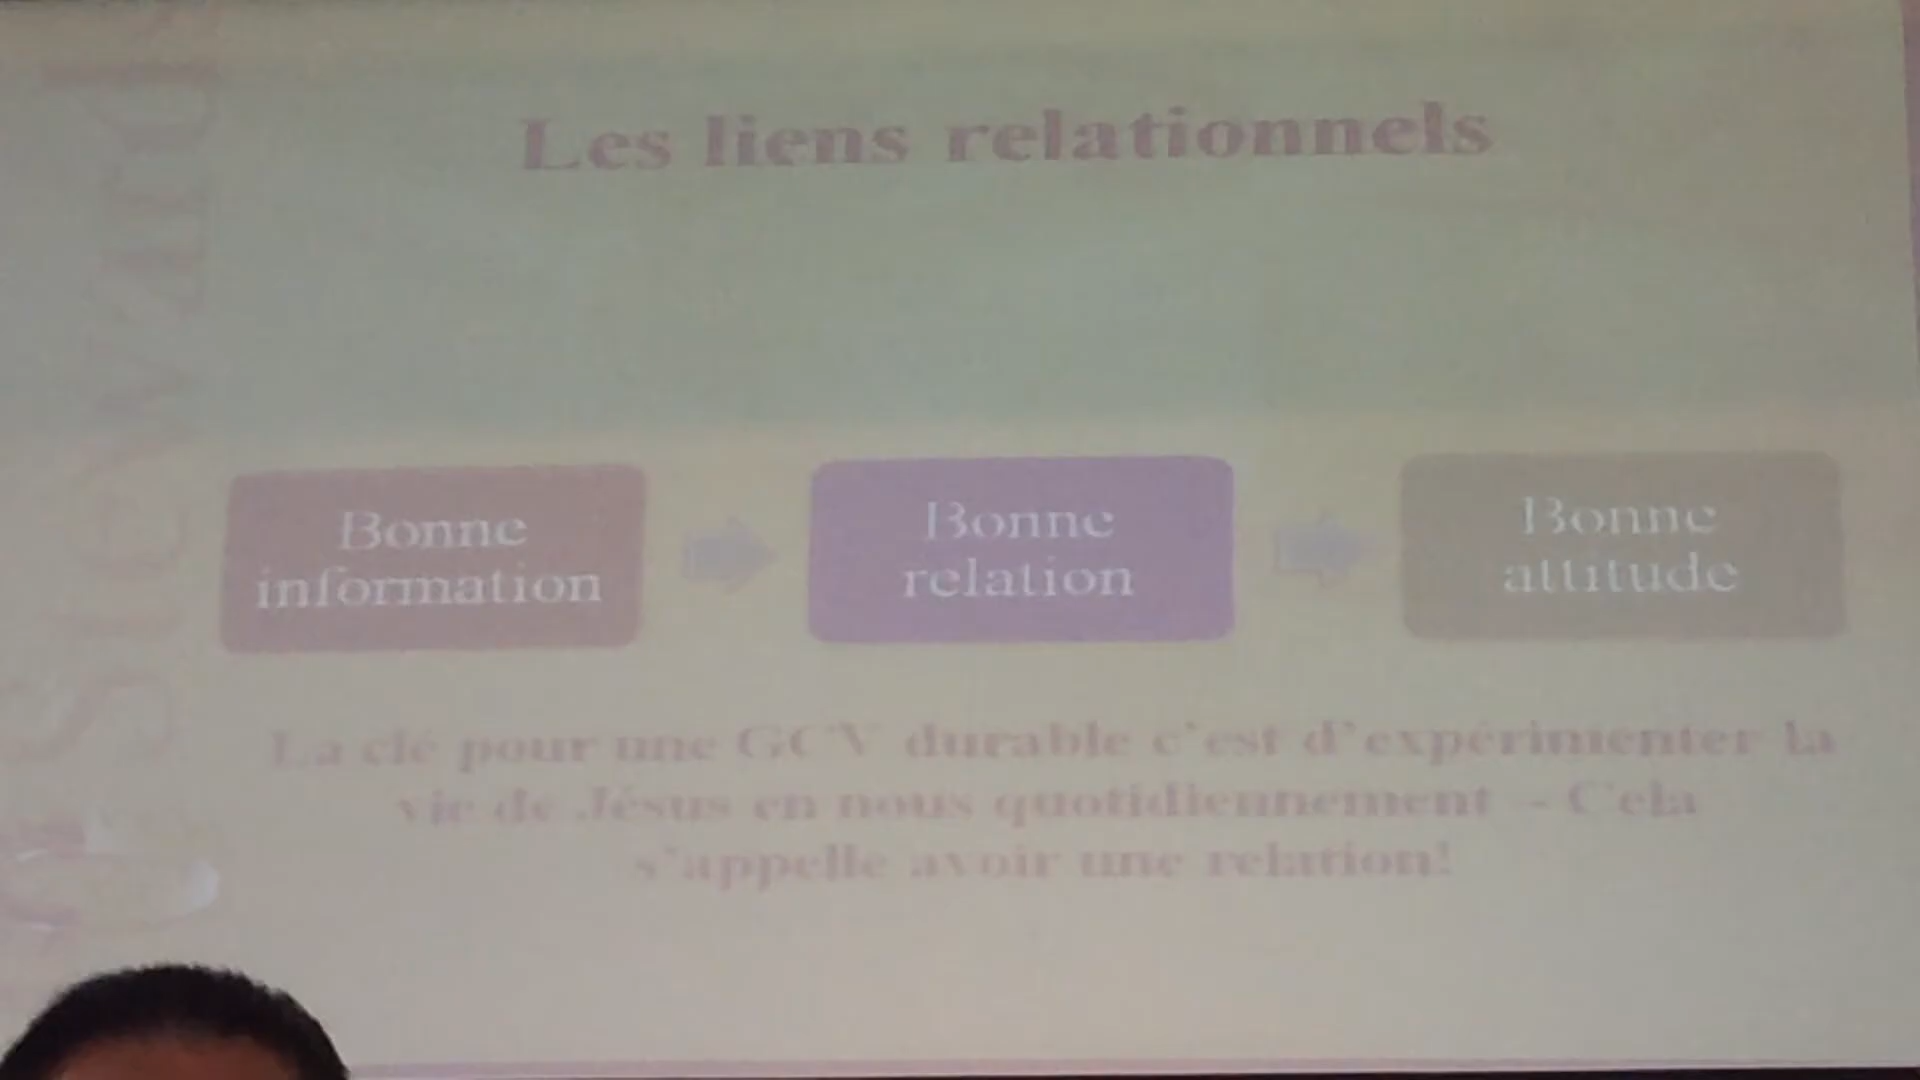 Les liens relationnels
Bonne
information
Bonne
relation
Bonne
attitude
La clé pour une GCV durable c'est d'expérimenter la
vie de Jésus en nous quotidiennement - Cela
s'appelle avoir une relation!
Steward